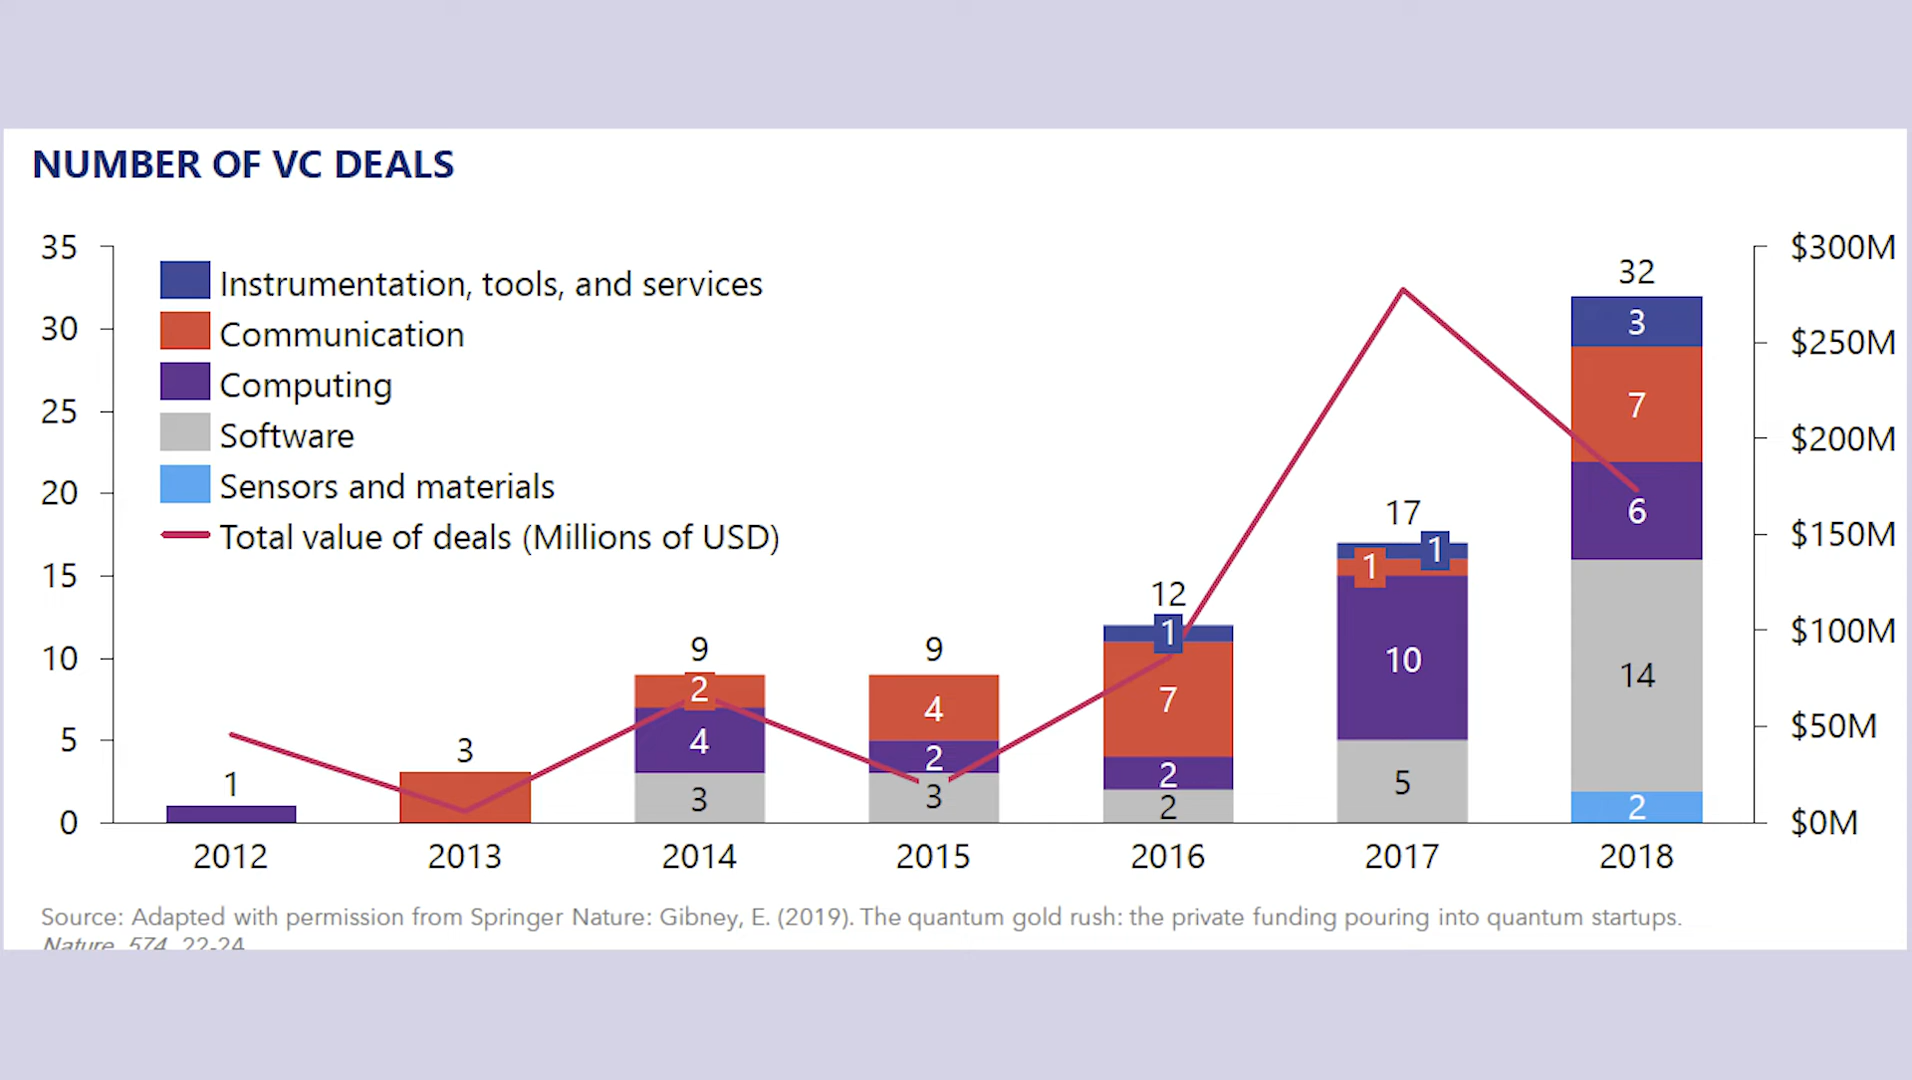 NUMBER OF VC DEALS
35 $300M
Instrumentation, tools, and services
32
3
30
Communication
$250M
7
Computing
25
Software
$200M
Sensors and materials
20
6
17
Total value of deals (Millions of USD)
$150M
1
1
15
12
1
9
9
10
10
$100M
2
7
14
4
4
5
3
2
2
$50M
1
5
3
3
2
2
0
$0M
2012 2013 2014 2015 2016 2017 2018
Source: Adapted with permission from Springer Nature: Gibney, E. (2019). The quantum gold rush: the private funding pouring into quantum startups.
Nature, 574, 22-24